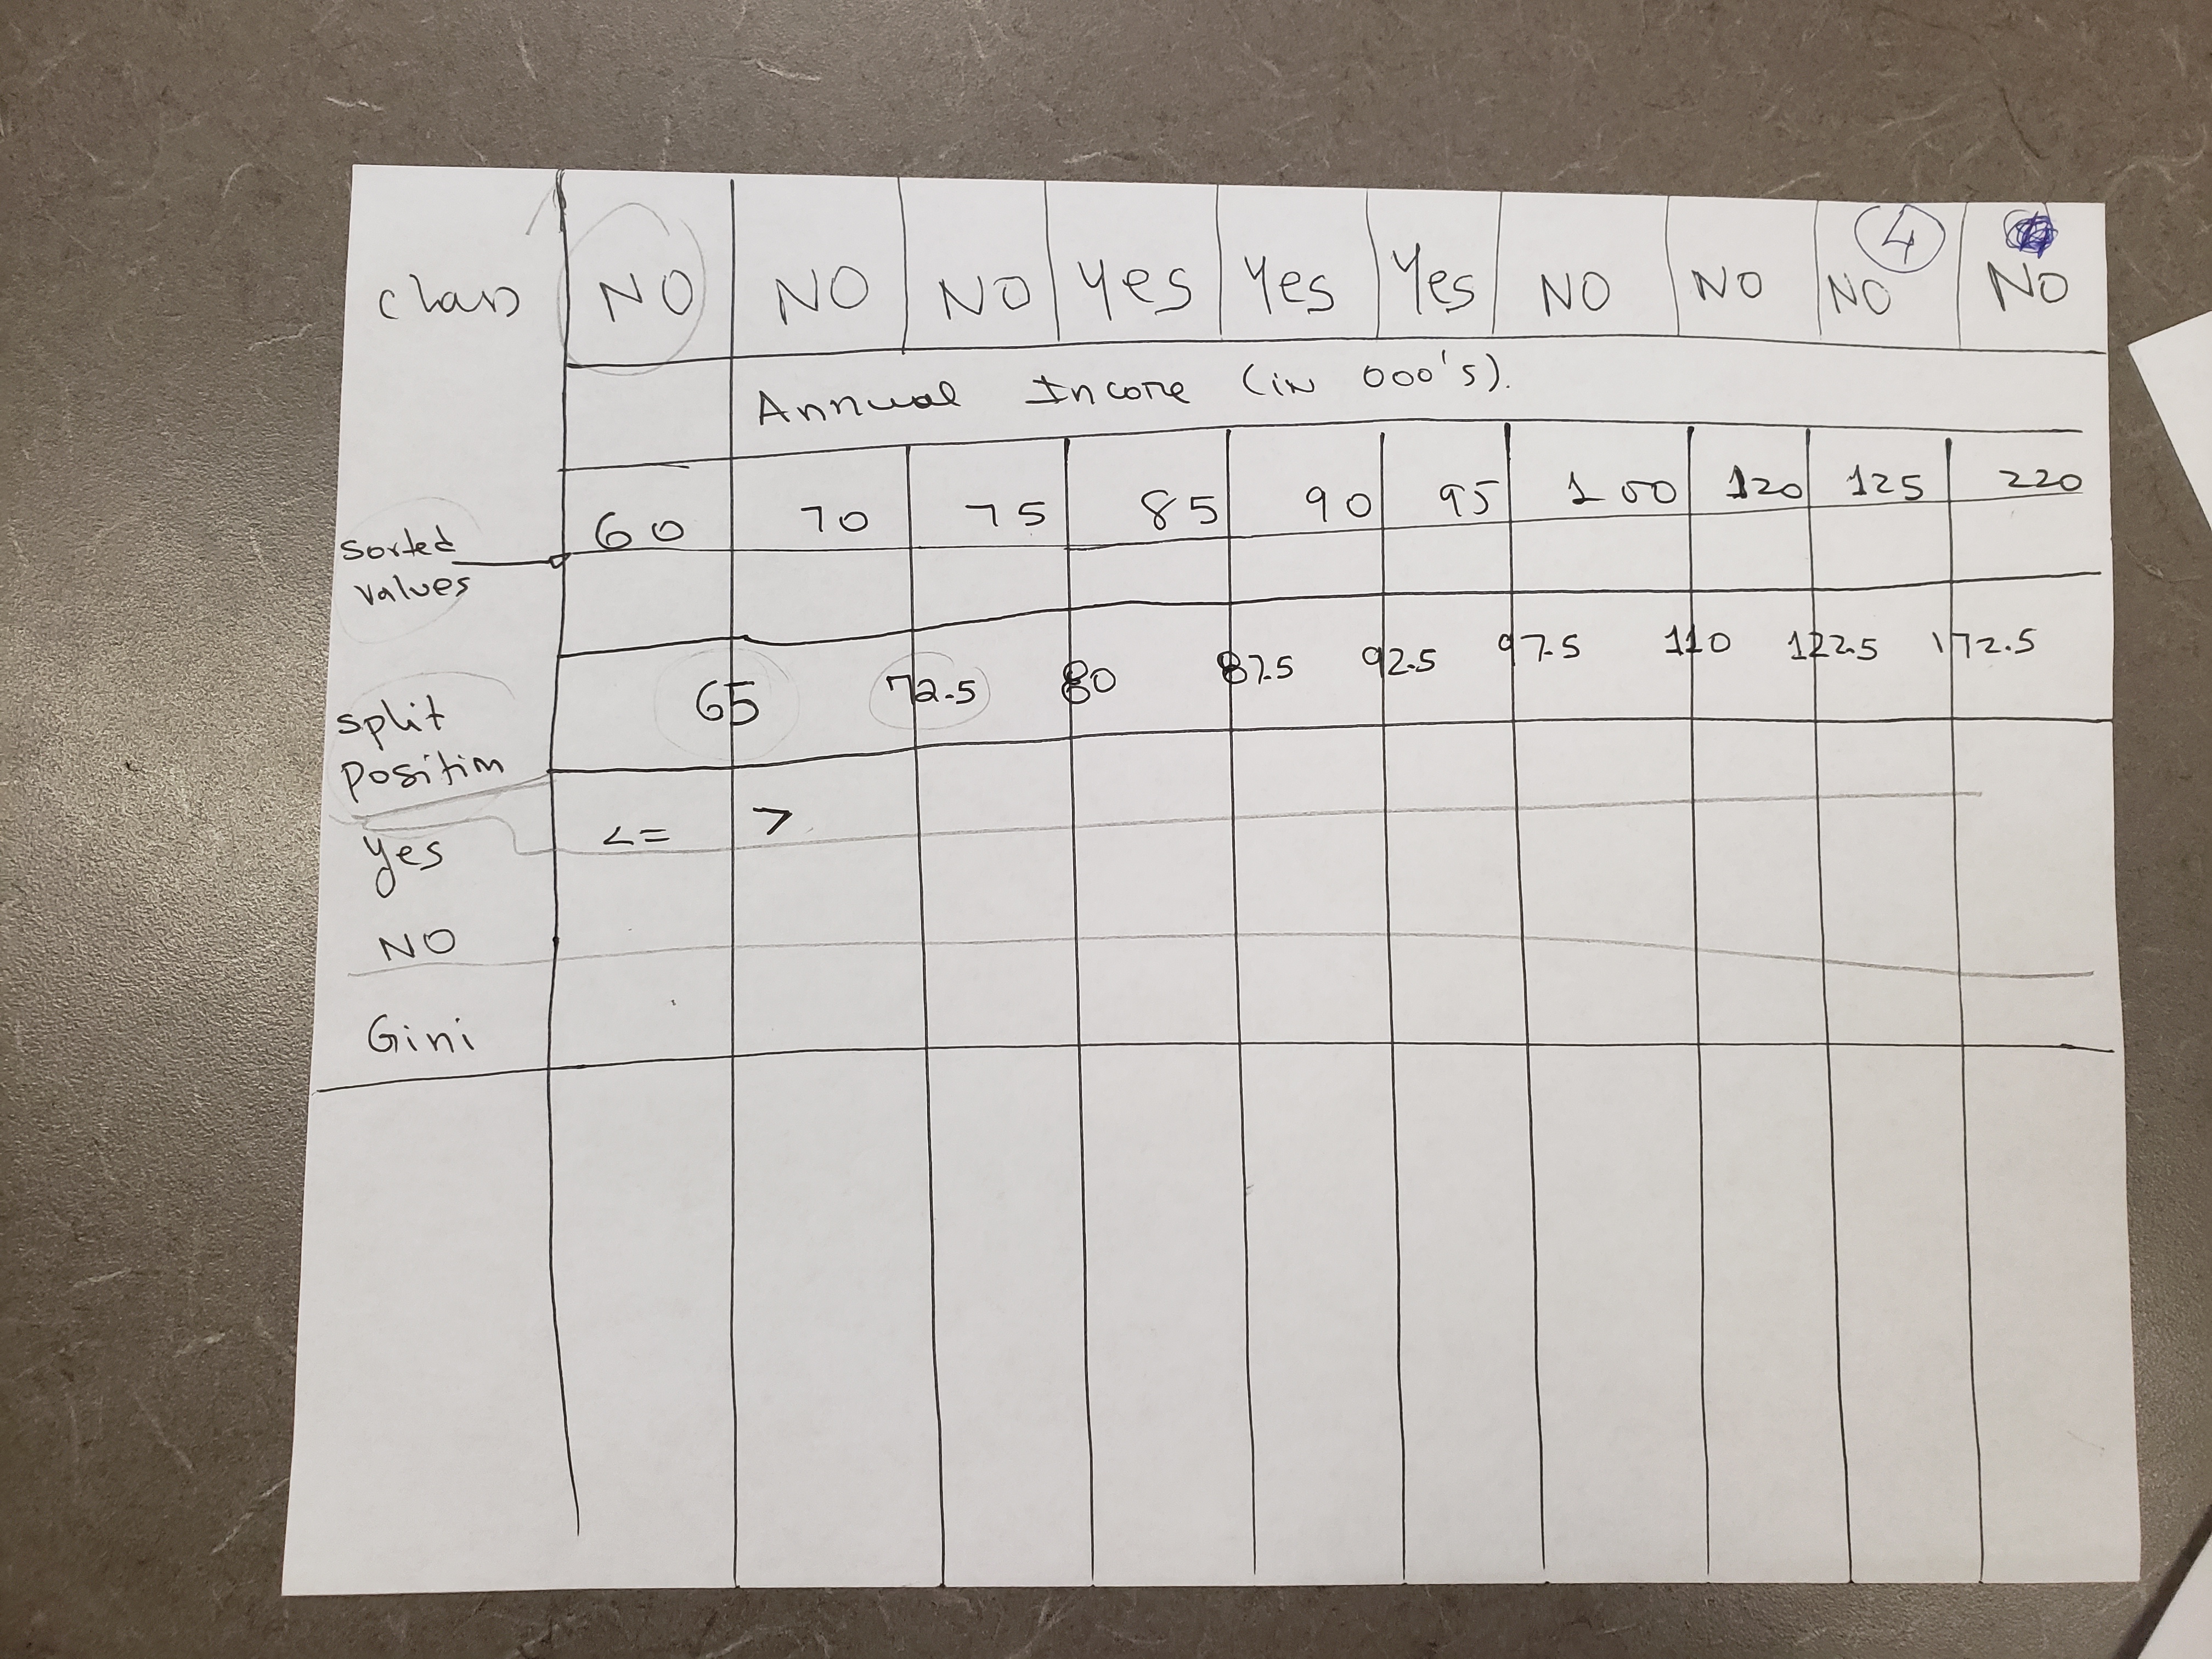 4
class NO NO NO Yes Yes Yes NO NO NO NO
Annual Income (in 000's).
60 70 75 85 90 95 100 120 125 220
sorted
values
65 72.5 80 87.5 92.5 97.5 110 122.5 172.5
split
position
<= >
yes
NO
Gini